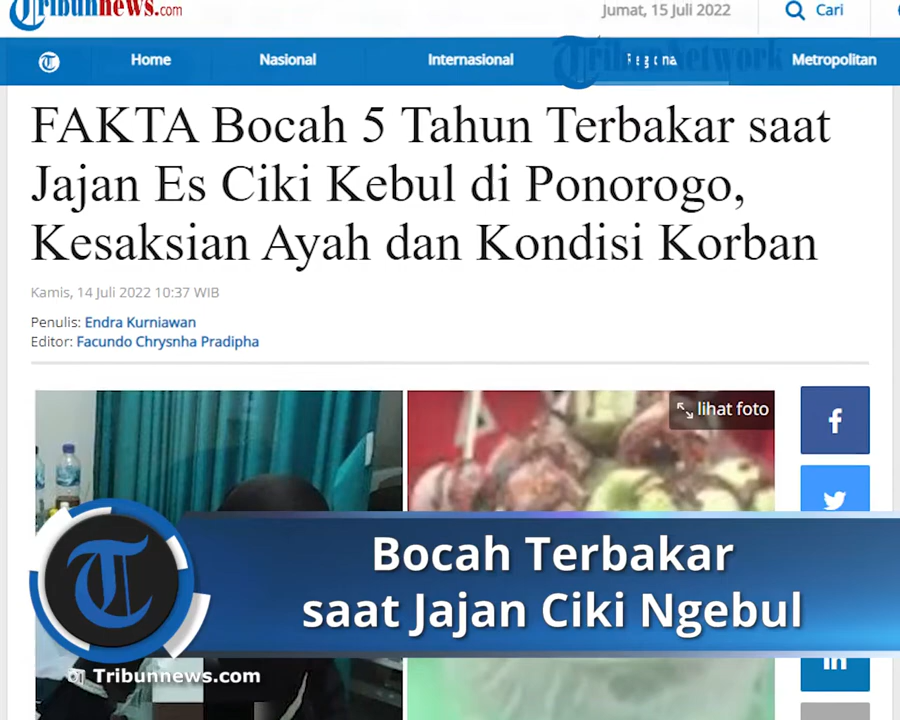 Tribunnews.com
Jumat, 15 Juli 2022
Cari
Home
Nasional
Internasional
Tribun Network
Metropolitan
FAKTA Bocah 5 Tahun Terbakar saat
Jajan Es Ciki Kebul di Ponorogo,
Kesaksian Ayah dan Kondisi Korban
Kamis, 14 Juli 2022 10:37 WIB
Penulis: Endra Kurniawan
Editor: Facundo Chrysnha Pradipha
lihat foto
Bocah Terbakar
saat Jajan Ciki Ngebul
Tribunnews.com